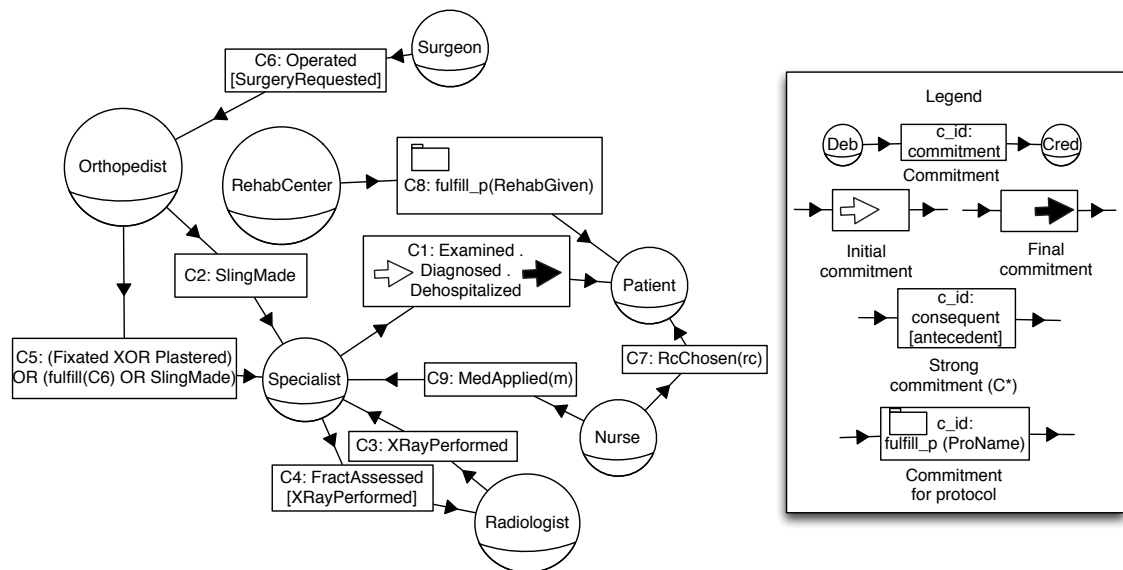 Surgeon
C6: Operated
[SurgeryRequested]
Orthopedist
RehabCenter
C8: fulfill_p(RehabGiven)
C2: SlingMade
C1: Examined .
Diagnosed .
Dehospitalized
Patient
C5: (Fixated XOR Plastered)
OR (fulfill(C6) OR SlingMade)
Specialist
C9: MedApplied(m)
C7: RcChosen(rc)
Nurse
C3: XRayPerformed
C4: FractAssessed
[XRayPerformed]
Radiologist
Legend
Deb
c_id:
commitment
Cred
Commitment
Initial
commitment
Final
commitment
c_id:
consequent
[antecedent]
Strong
commitment (C*)
c_id:
fulfill_p (ProName)
Commitment
for protocol